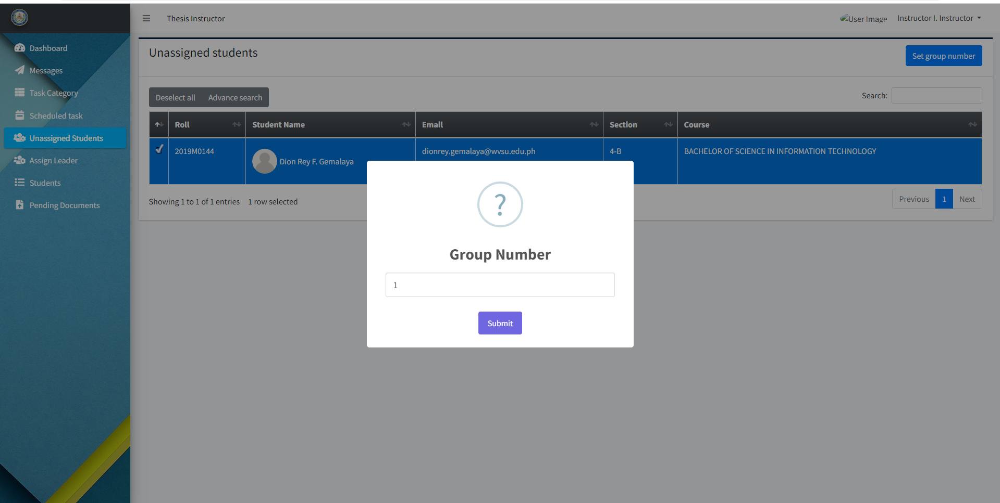 Thesis Instructor
User Image
Instructor I. Instructor
Dashboard
Messages
Task Category
Scheduled task
Unassigned Students
Assign Leader
Students
Pending Documents
Unassigned students
Set group number
Deselect all Advance search
Search:
Roll Student Name Email Section Course
2019M0144 Dion Rey F. Gemalaya dionrey.gemalaya@wvsu.edu.ph 4-B BACHELOR OF SCIENCE IN INFORMATION TECHNOLOGY
Showing 1 to 1 of 1 entries 1 row selected
Previous 1 Next
?
Group Number
1
Submit